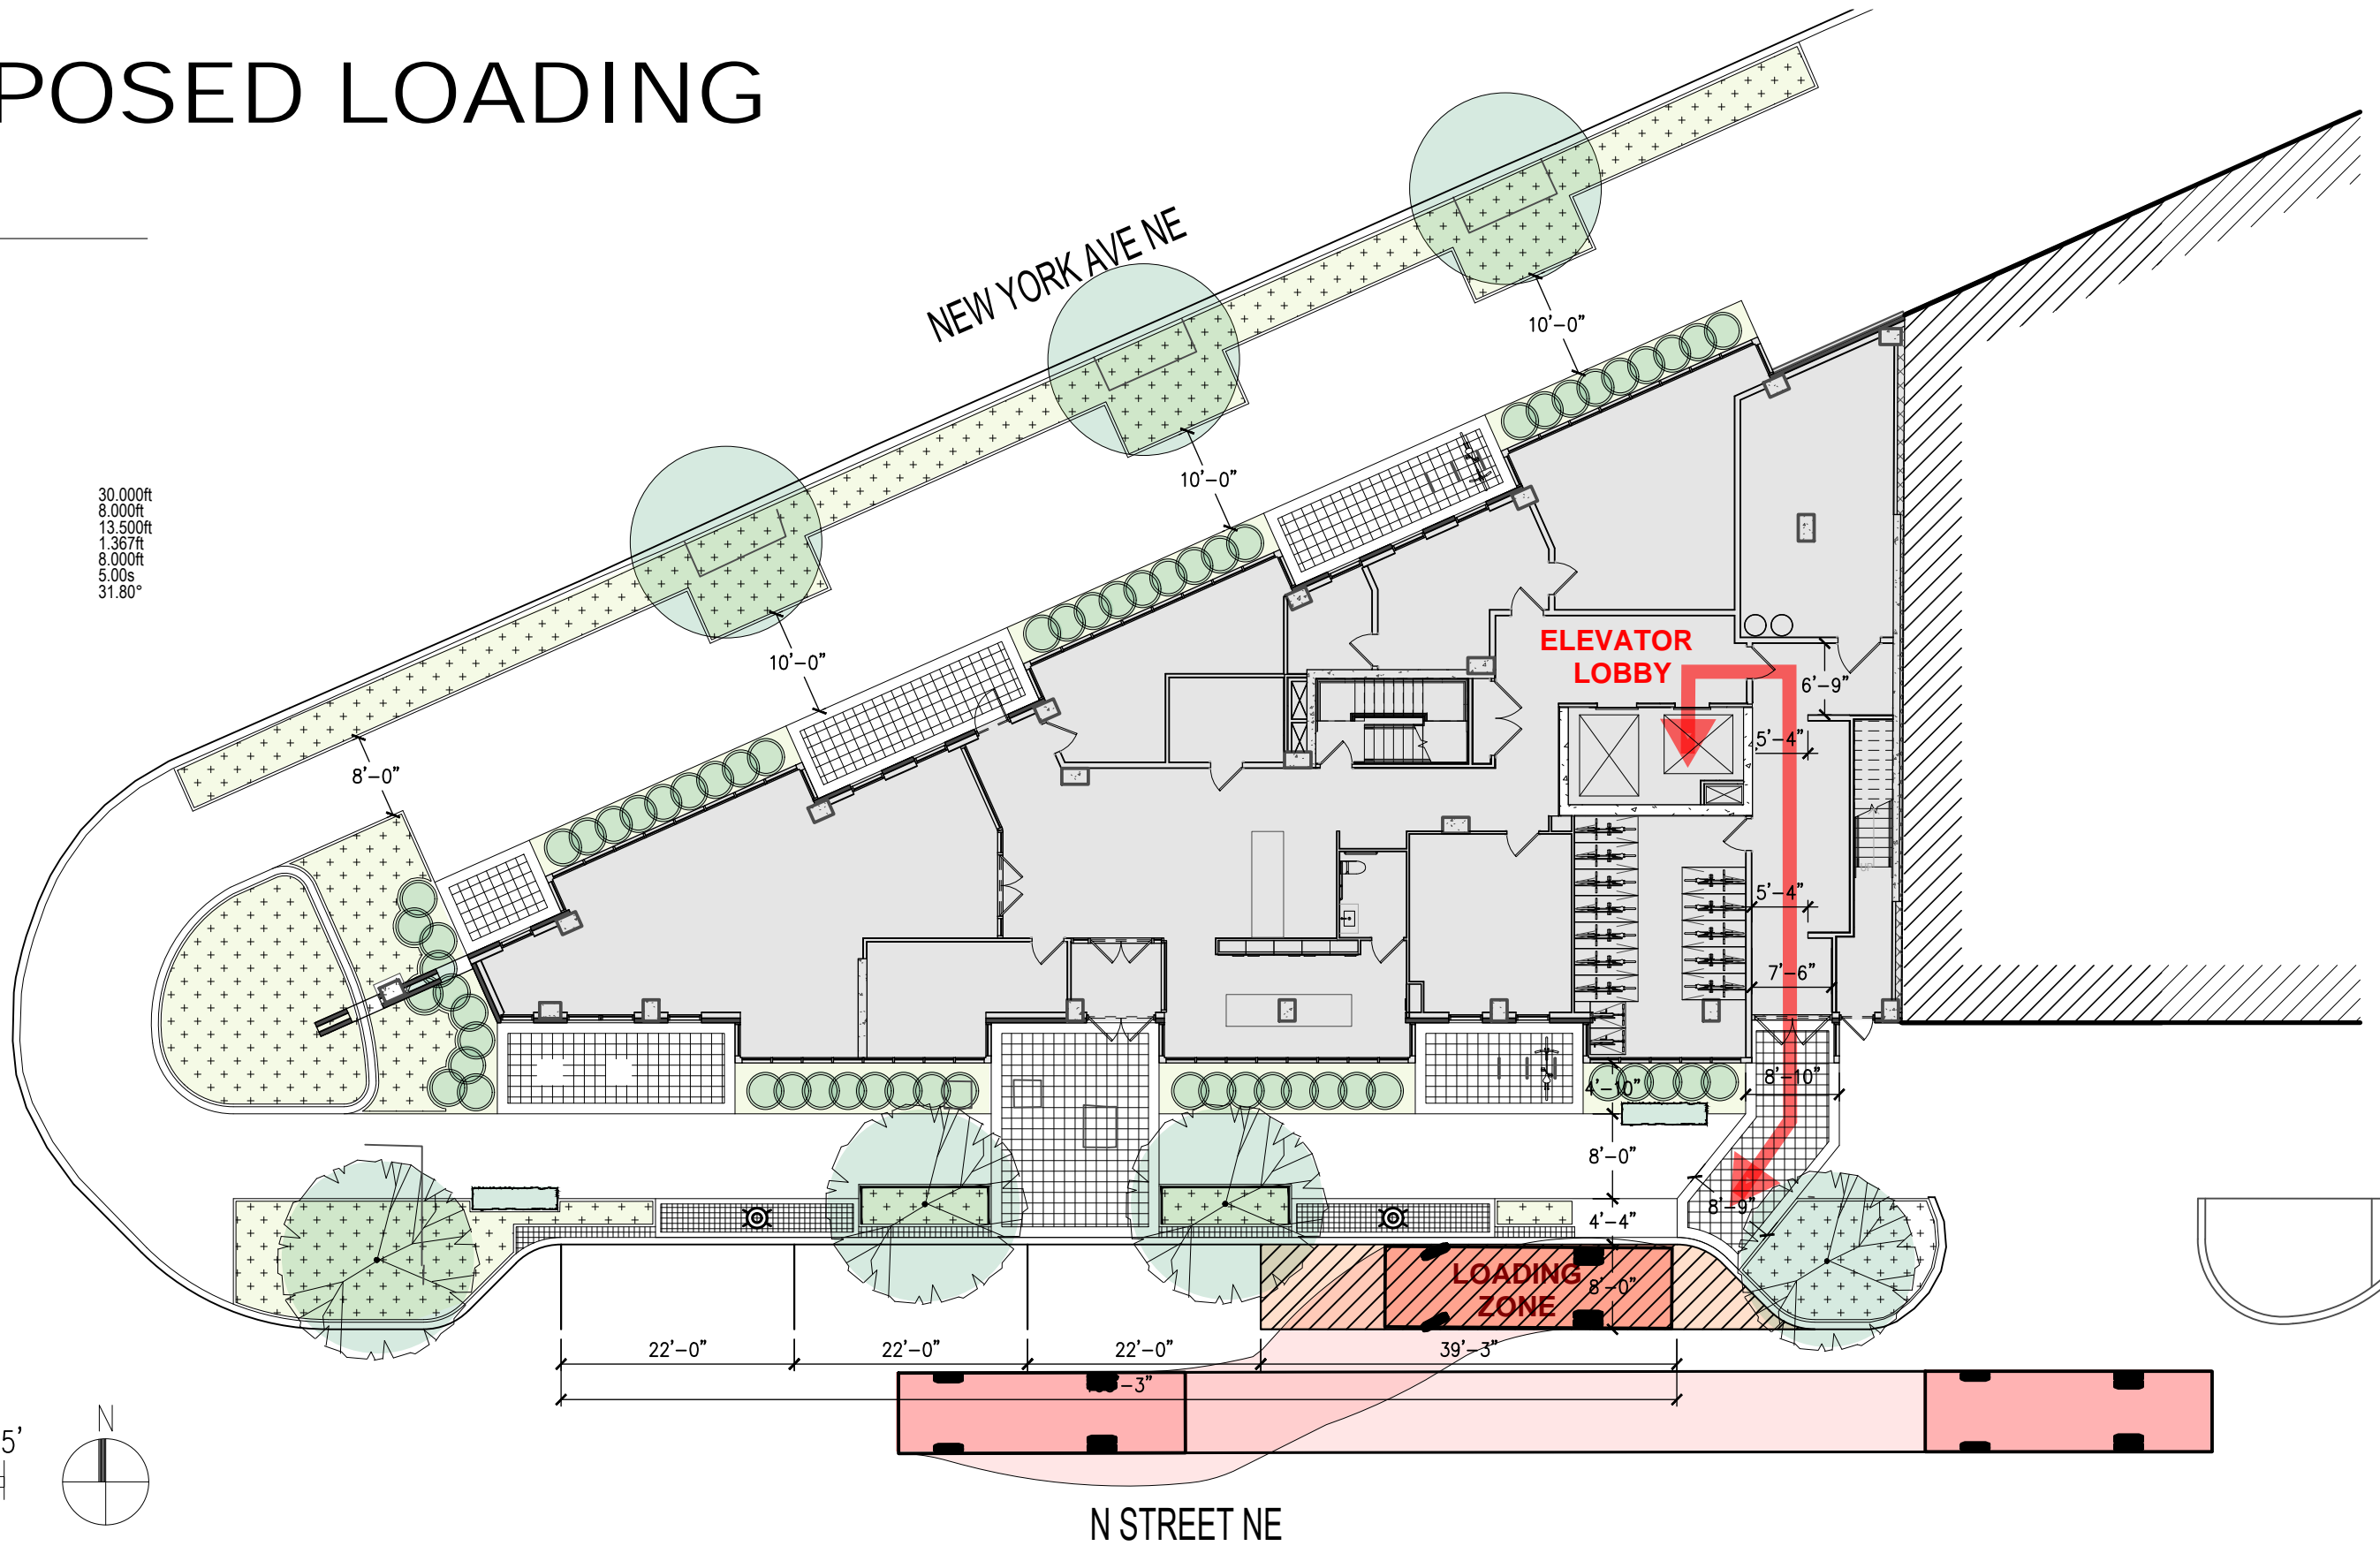 POSED LOADING
NEW YORK AVE NE
10'-0"
30.000ft
8.000ft
13.500ft
1.367ft
8.000ft
5.00s
31.80°
10'-0"
10'-0"
8'-0"
ELEVATOR
LOBBY
6'-9"
5'-4"
5'-4"
7'-6"
4'-10"
8'-10"
8'-0"
8'-9"
4'-4"
LOADING
ZONE
8'-0"
22'-0"
22'-0"
22'-0"
39'-3"
-3"
5'
N
N STREET NE